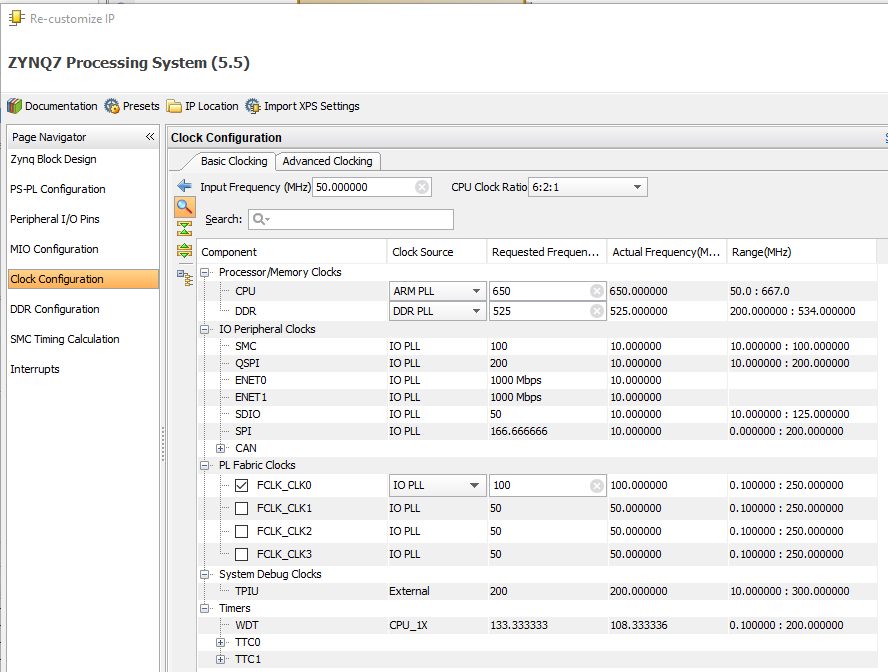 Re-customize IP
ZYNQ7 Processing System (5.5)
Documentation Presets IP Location Import XPS Settings
Page Navigator «
Zynq Block Design
PS-PL Configuration
Peripheral I/O Pins
MIO Configuration
Clock Configuration
DDR Configuration
SMC Timing Calculation
Interrupts
Clock Configuration
Basic Clocking Advanced Clocking
Input Frequency (MHz) 50.000000 CPU Clock Ratio 6:2:1
Search:
Component Clock Source Requested Frequen... Actual Frequency(M... Range(MHz)
Processor/Memory Clocks
CPU ARM PLL 650 650.000000 50.0 : 667.0
DDR DDR PLL 525 525.000000 200.000000 : 534.000000
IO Peripheral Clocks
SMC IO PLL 100 10.000000 10.000000 : 100.000000
QSPI IO PLL 200 10.000000 10.000000 : 200.000000
ENET0 IO PLL 1000 Mbps 10.000000
ENET1 IO PLL 1000 Mbps 10.000000
SDIO IO PLL 50 10.000000 10.000000 : 125.000000
SPI IO PLL 166.666666 10.000000 0.000000 : 200.000000
CAN
PL Fabric Clocks
FCLK_CLK0 IO PLL 100 100.000000 0.100000 : 250.000000
FCLK_CLK1 IO PLL 50 50.000000 0.100000 : 250.000000
FCLK_CLK2 IO PLL 50 50.000000 0.100000 : 250.000000
FCLK_CLK3 IO PLL 50 50.000000 0.100000 : 250.000000
System Debug Clocks
TPIU External 200 200.000000 10.000000 : 300.000000
Timers
WDT CPU_1X 133.333333 108.333336 0.100000 : 200.000000
TTC0
TTC1